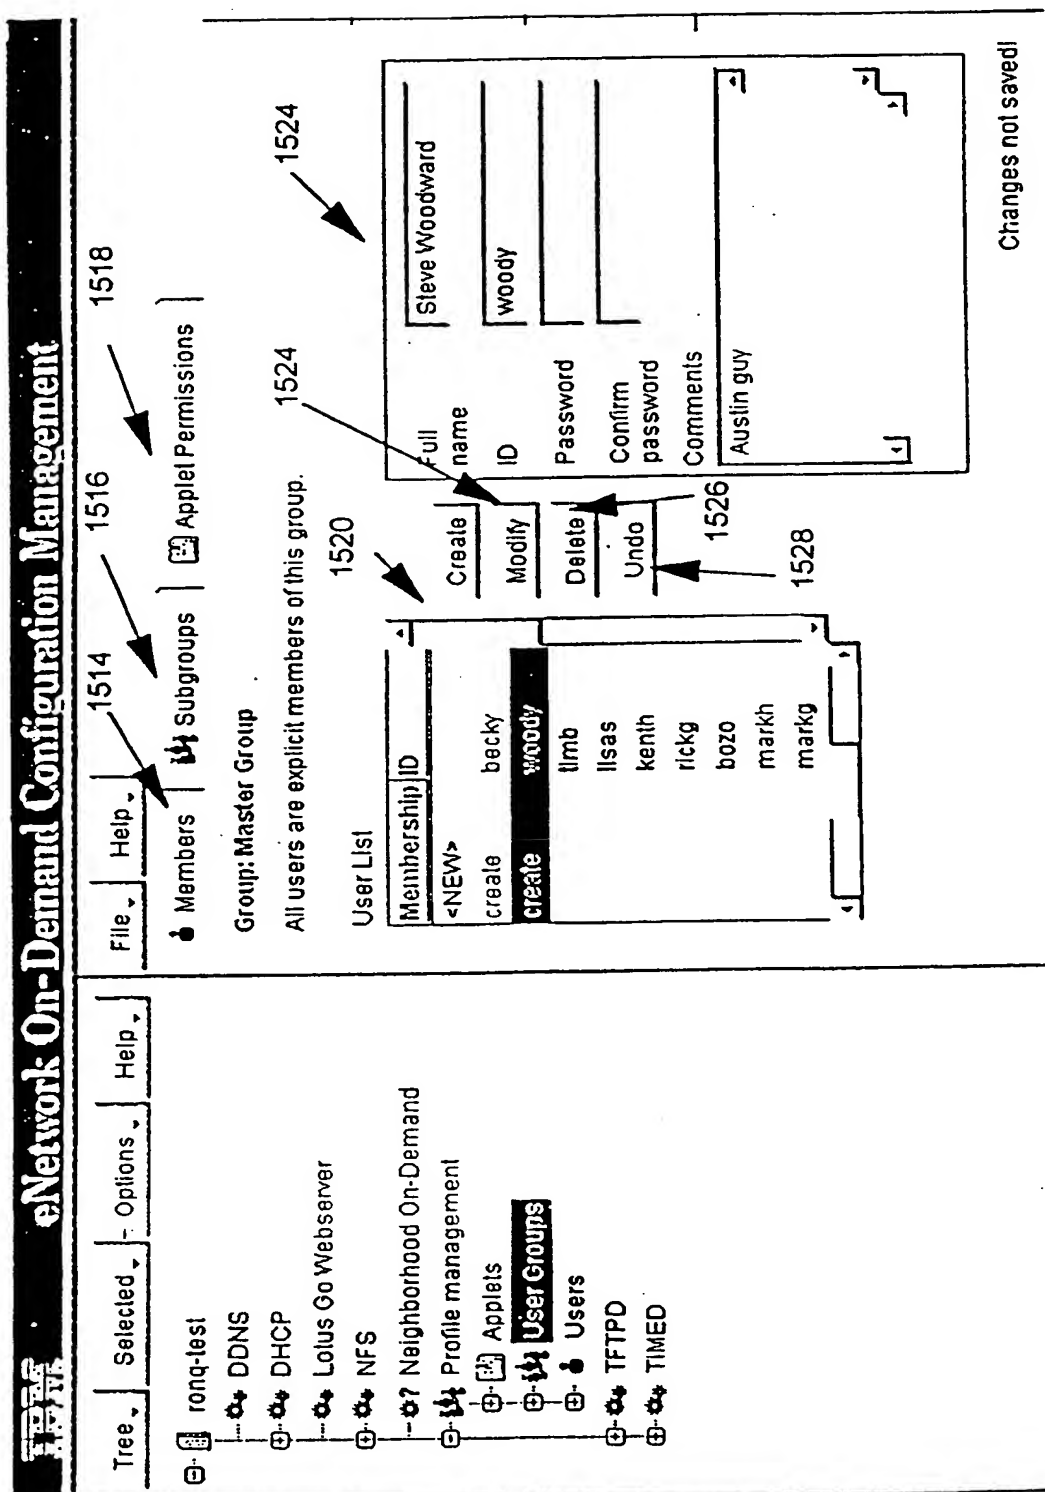 IBM eNetwork On-Demand Configuration Management
Tree Selected Options Help
ronq-test
DDNS
DHCP
Lotus Go Webserver
NFS
Neighborhood On-Demand
Profile management
Applets
User Groups
Users
TFTPD
TIMED
File Help
1514
1516
1518
Members Subgroups Applet Permissions
Group: Master Group
All users are explicit members of this group.
1520
1524
1524
User List
Membership ID
<NEW>
create becky
create woody
timb
lisas
kenth
rickg
bozo
markh
markg
Create
Modify
Delete
Undo
1526
1528
Full name Steve Woodward
ID woody
Password
Confirm password
Comments
Austin guy
Changes not saved!